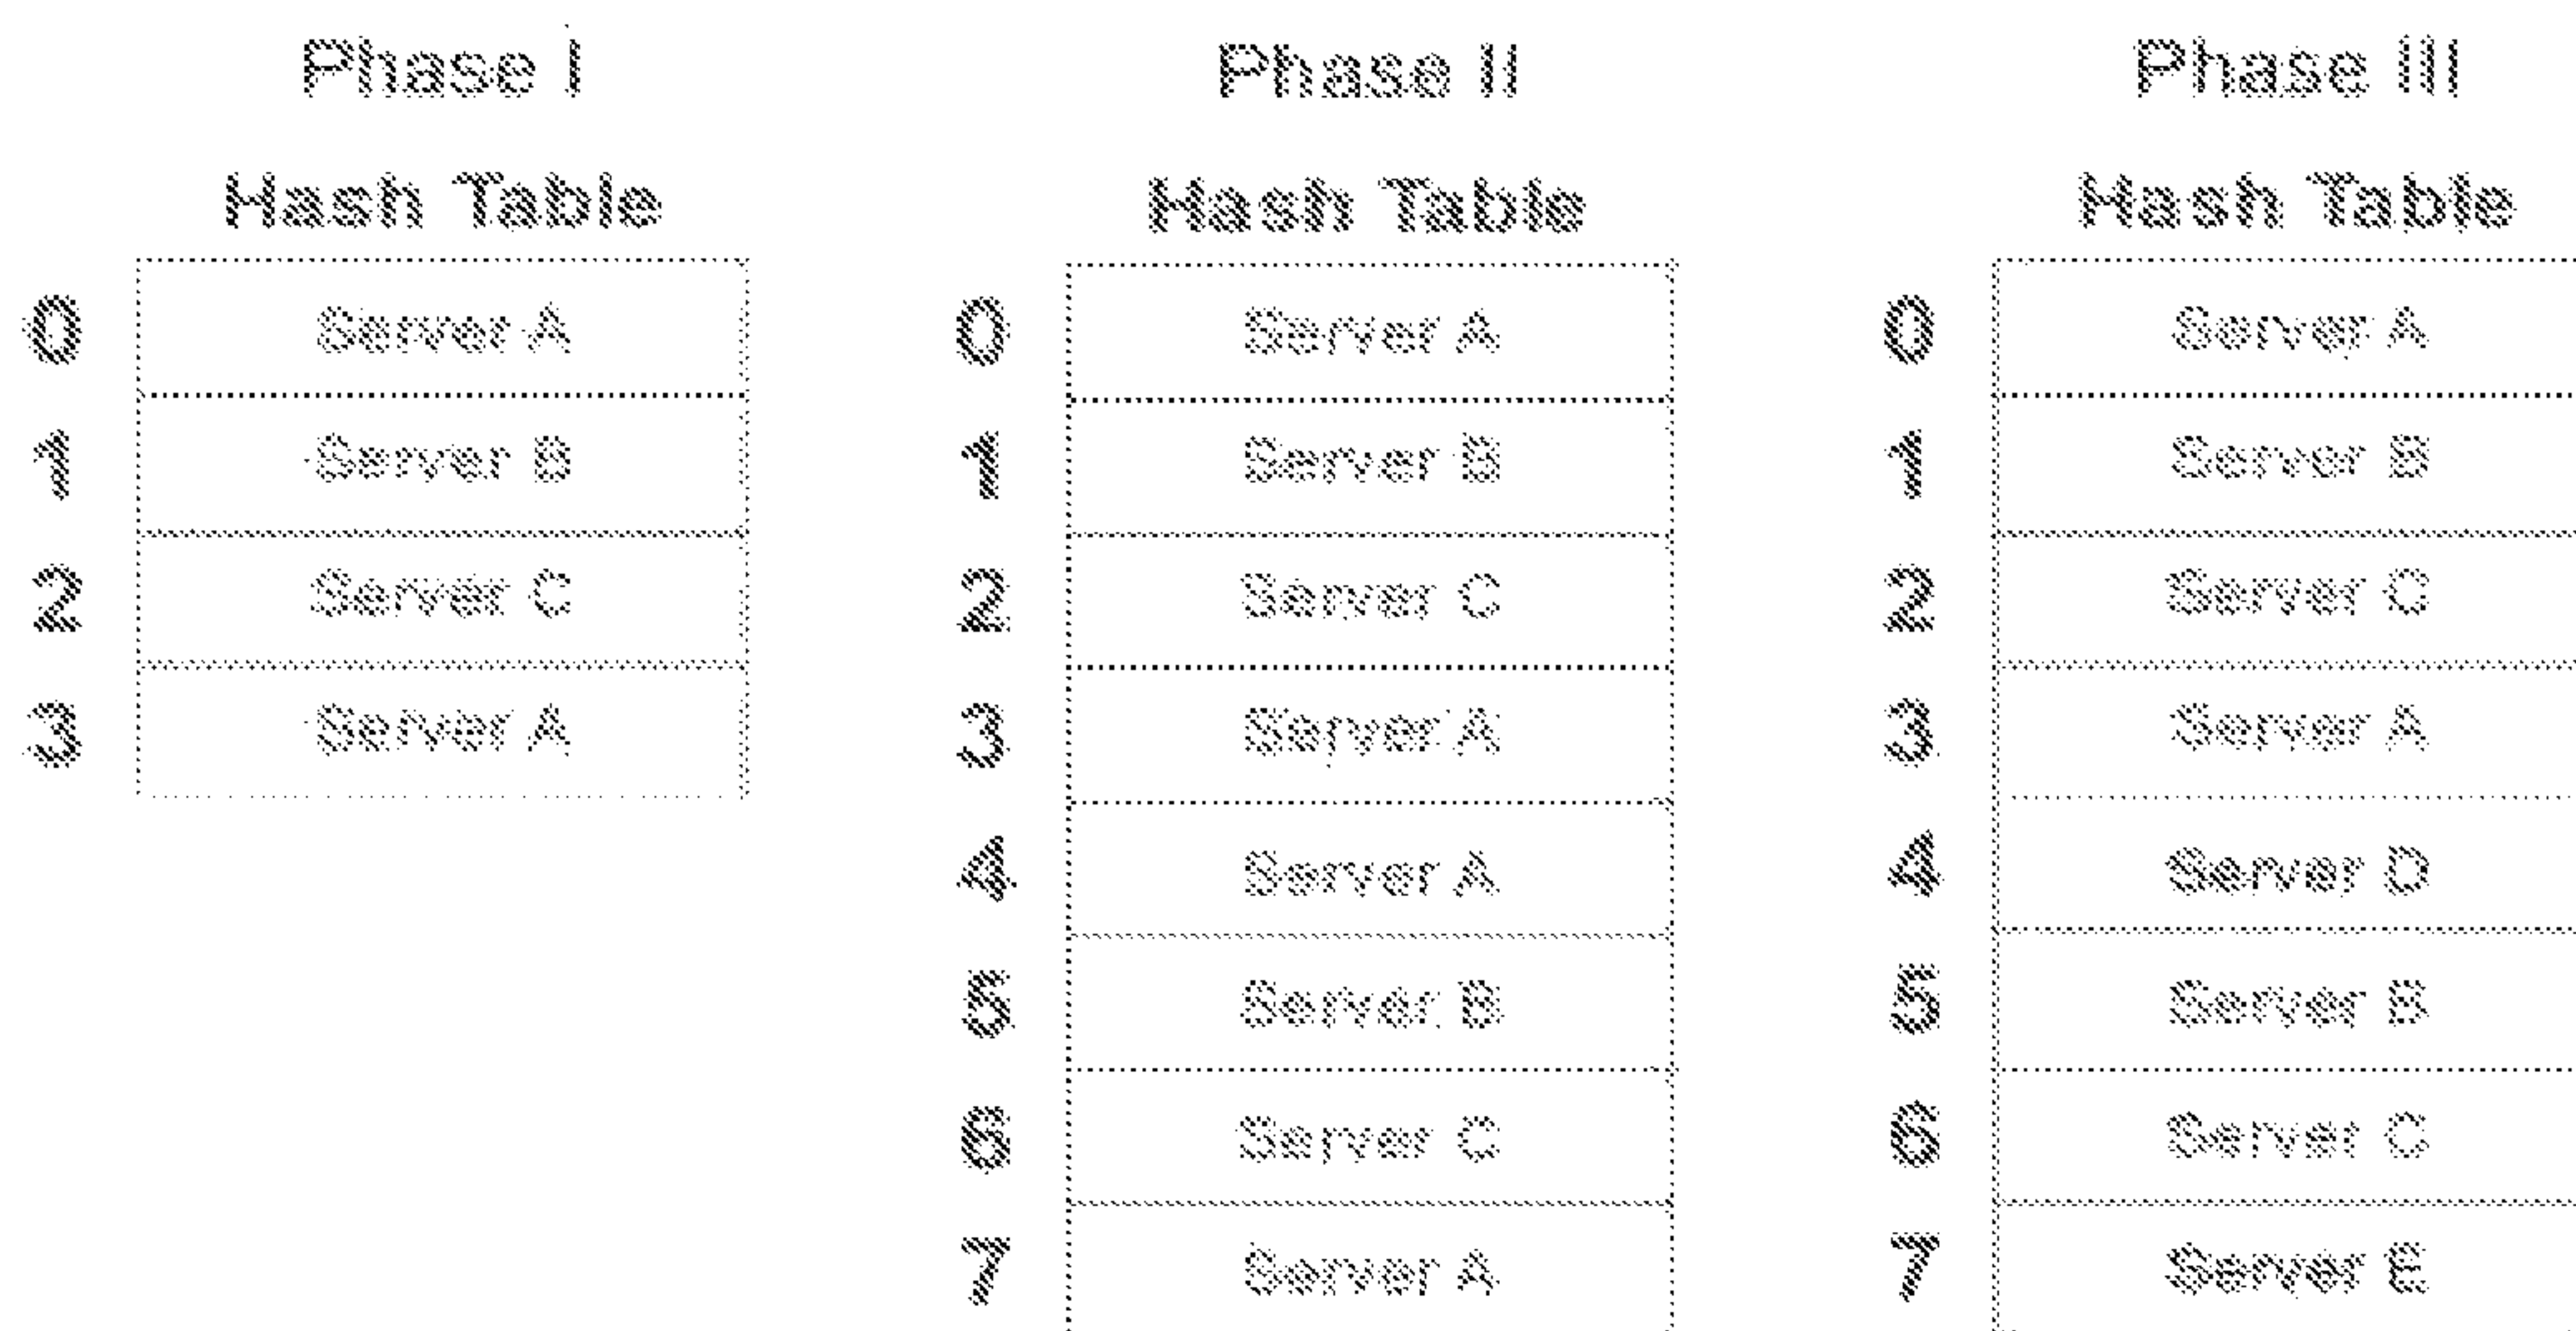 Phase I
Hash Table
0 Server A
1 Server B
2 Server C
3 Server A
Phase II
Hash Table
0 Server A
1 Server B
2 Server C
3 Server A
4 Server A
5 Server B
6 Server C
7 Server A
Phase III
Hash Table
0 Server A
1 Server B
2 Server C
3 Server A
4 Server D
5 Server B
6 Server C
7 Server E